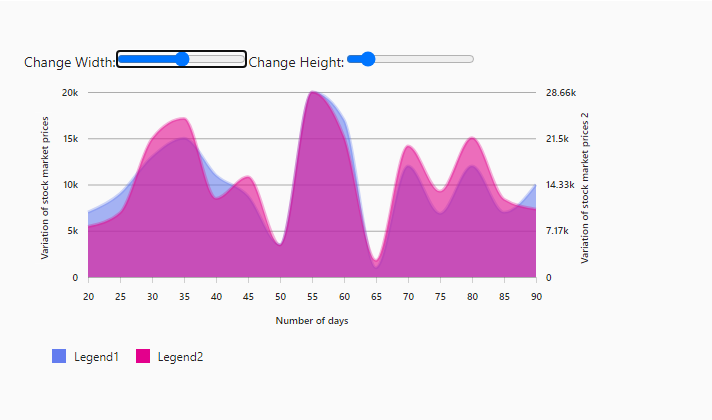 Change Width: Change Height:
20k 28.66k
15k 21.5k
10k 14.33k
5k 7.17k
0 0
Variation of stock market prices
Variation of stock market prices 2
20 25 30 35 40 45 50 55 60 65 70 75 80 85 90
Number of days
Legend1 Legend2